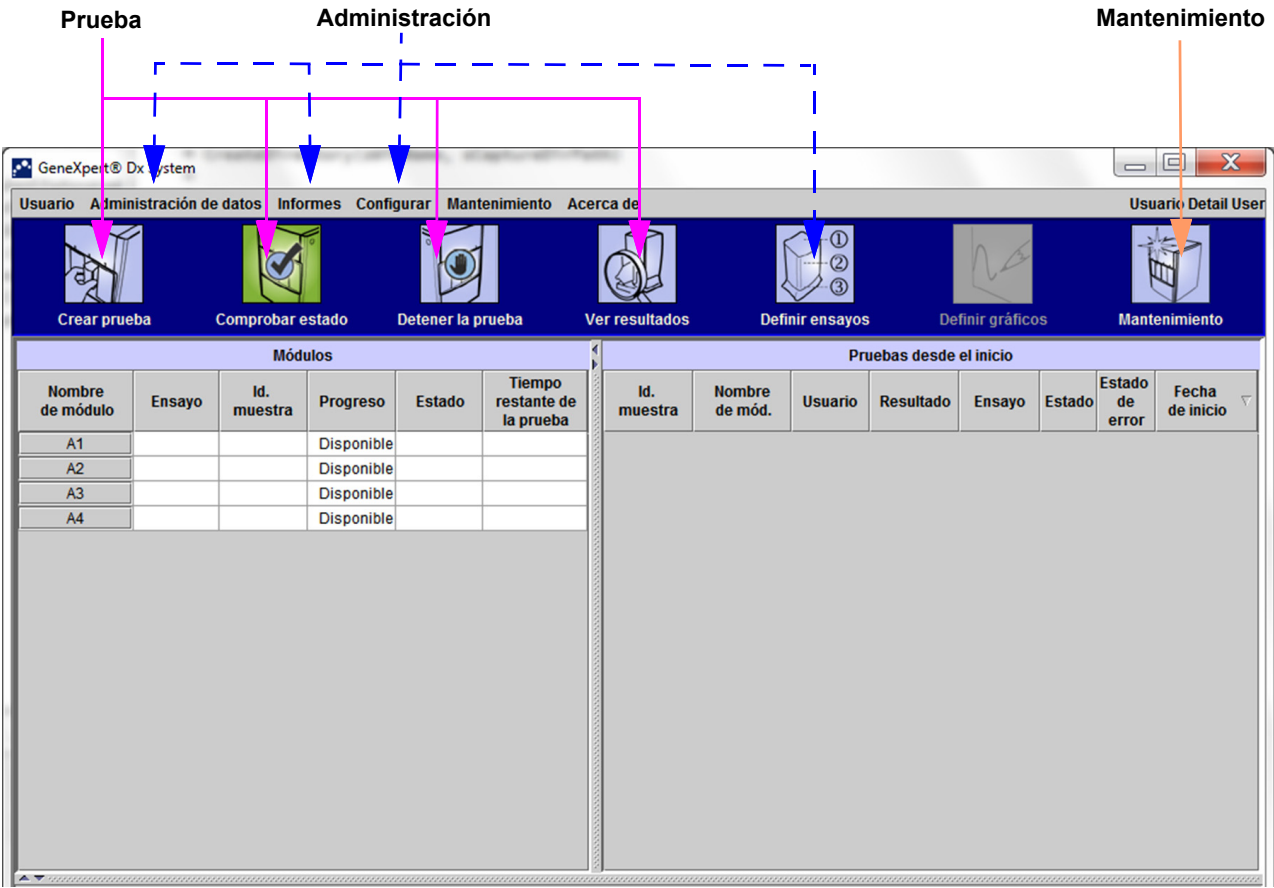 Prueba Administración Mantenimiento
GeneXpert® Dx System
Usuario Administración de datos Informes Configurar Mantenimiento Acerca de Usuario Detail User
① 
② 
③
Crear prueba Comprobar estado Detener la prueba Ver resultados Definir ensayos Definir gráficos Mantenimiento
Módulos Pruebas desde el inicio
Nombre de módulo Ensayo Id. muestra Progreso Estado Tiempo restante de la prueba Id. muestra Nombre de mód. Usuario Resultado Ensayo Estado Estado de error Fecha de inicio
A1 Disponible
A2 Disponible
A3 Disponible
A4 Disponible